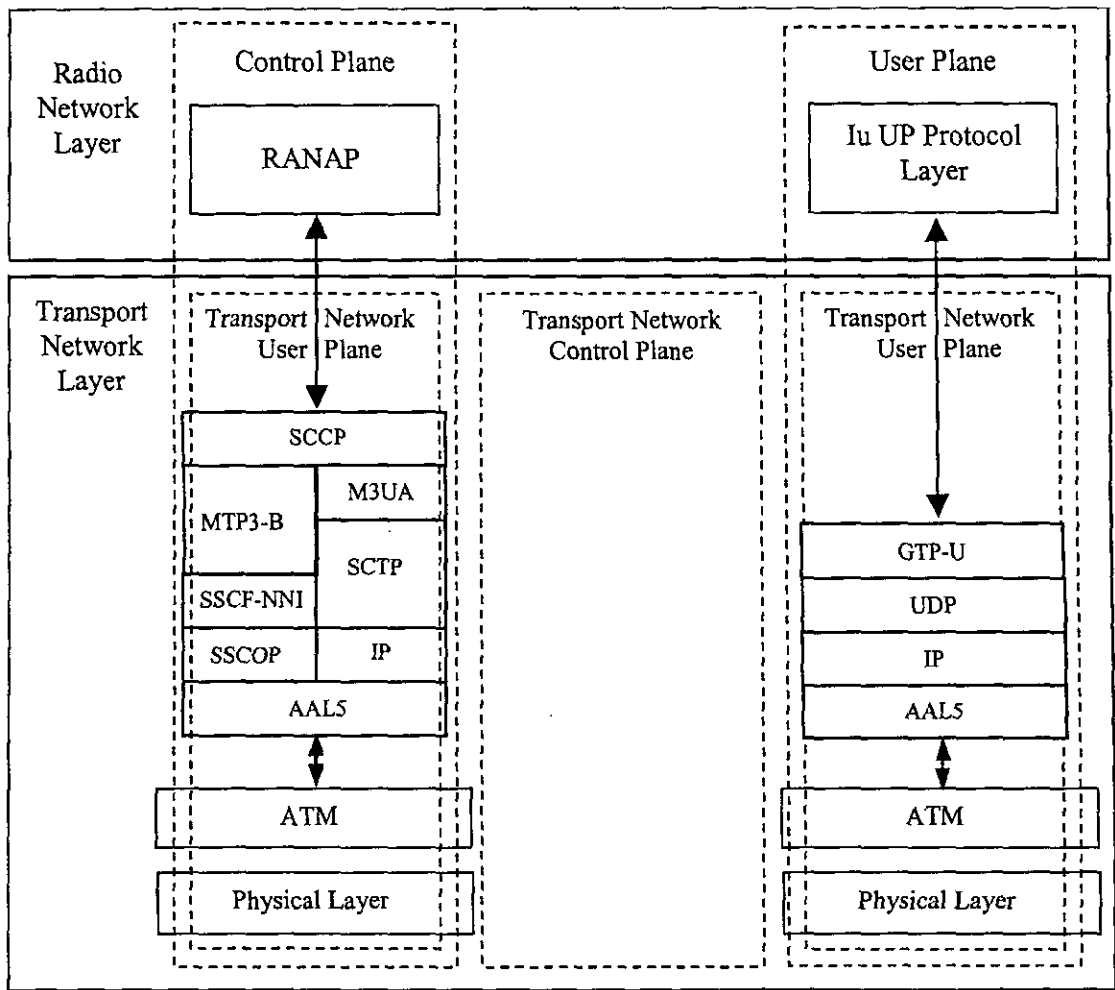 Radio
Network
Layer
Control Plane
RANAP
User Plane
Iu UP Protocol
Layer
Transport
Network
Layer
Transport Network
User Plane
SCCP
MTP3-B
M3UA
SCTP
SSCF-NNI
SSCOP
IP
AAL5
ATM
Physical Layer
Transport Network
Control Plane
Transport Network
User Plane
GTP-U
UDP
IP
AAL5
ATM
Physical Layer